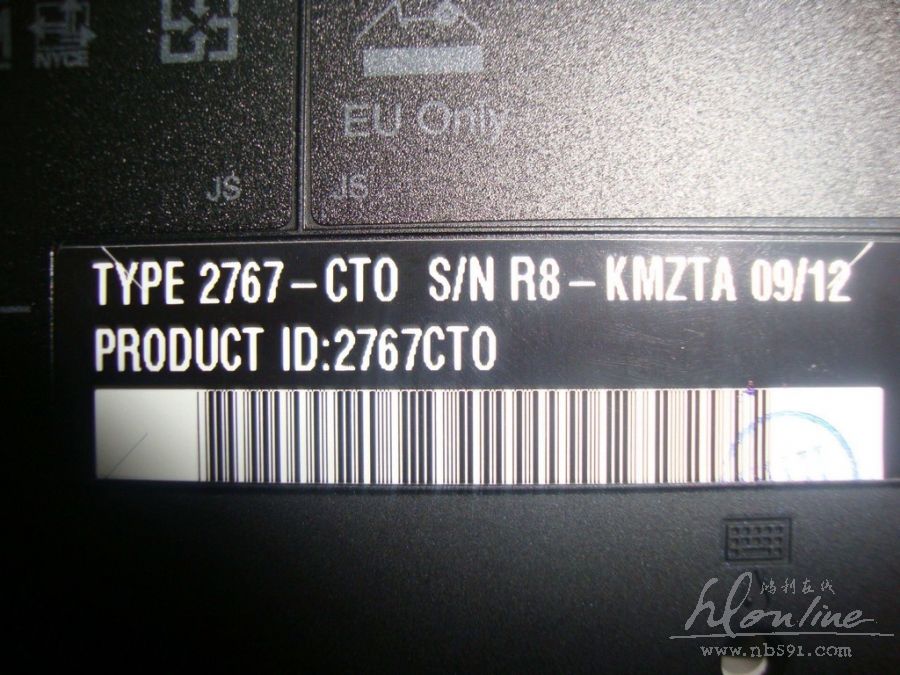 NYCE
EU Only
JS JS
TYPE 2767-CTO S/N R8-KMZTA 09/12
PRODUCT ID:2767CTO
鸿利在线
hlonline
www.nb591.com